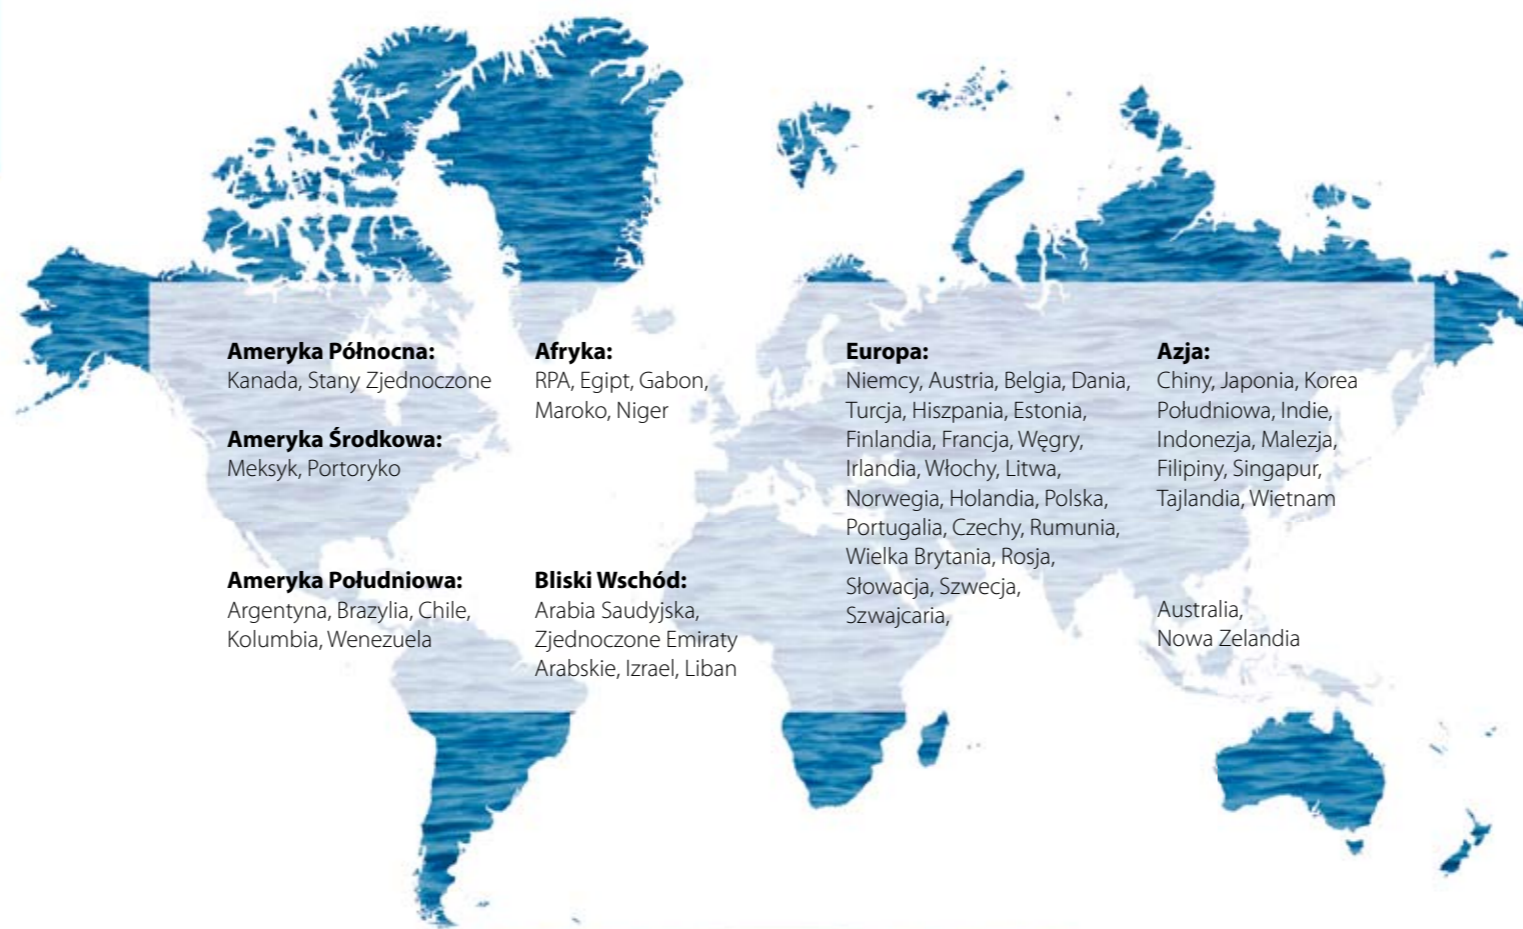 Ameryka Północna:
Kanada, Stany Zjednoczone
Ameryka Środkowa:
Meksyk, Portoryko
Ameryka Południowa:
Argentyna, Brazylia, Chile,
Kolumbia, Wenezuela
Afryka:
RPA, Egipt, Gabon,
Maroko, Niger
Bliski Wschód:
Arabia Saudyjska,
Zjednoczone Emiraty
Arabskie, Izrael, Liban
Europa:
Niemcy, Austria, Belgia, Dania,
Turcja, Hiszpania, Estonia,
Finlandia, Francja, Węgry,
Irlandia, Włochy, Litwa,
Norwegia, Holandia, Polska,
Portugalia, Czechy, Rumunia,
Wielka Brytania, Rosja,
Słowacja, Szwecja,
Szwajcaria,
Azja:
Chiny, Japonia, Korea
Południowa, Indie,
Indonezja, Malezja,
Filipiny, Singapur,
Tajlandia, Wietnam
Australia,
Nowa Zelandia